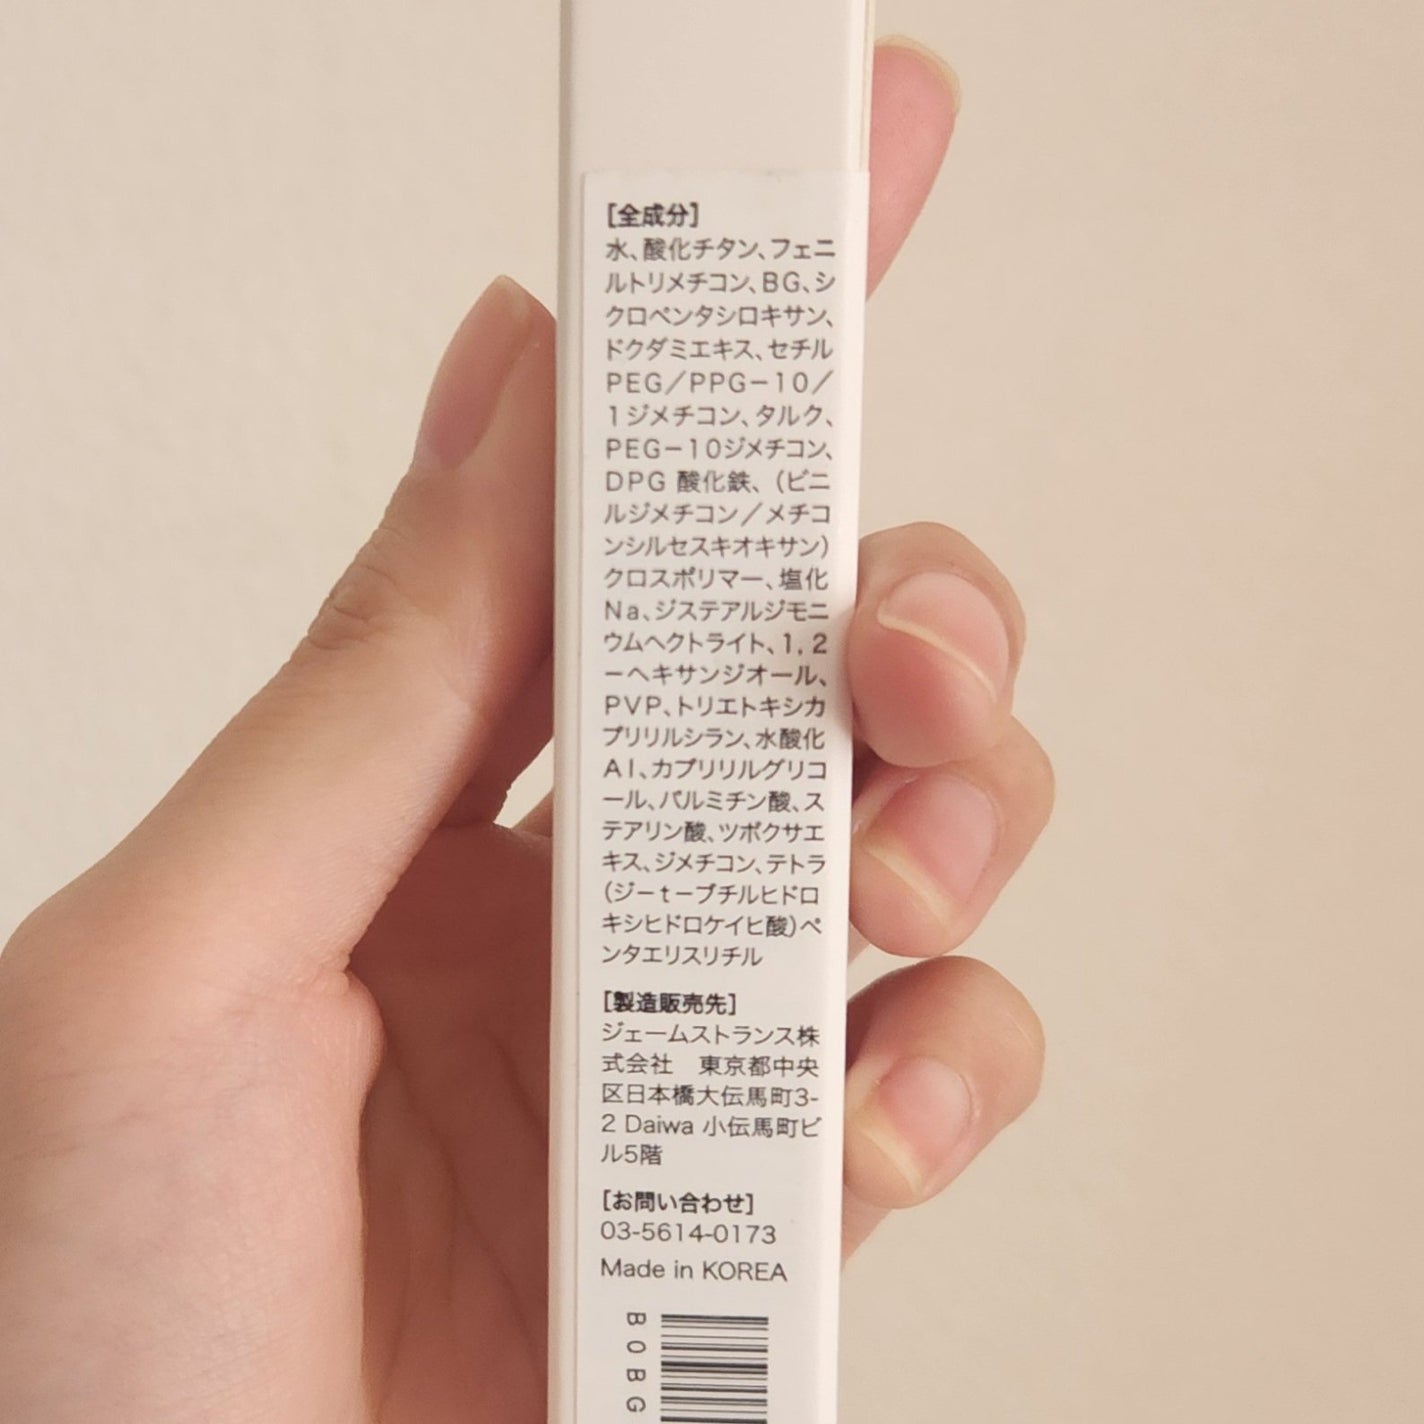 [全成分]
水、酸化チタン、フェニ
ルトリメチコン、BG、シ
クロペンタシロキサン、
ドクダミエキス、セチル
PEG/PPG-10/
1ジメチコン、タルク、
PEG-10ジメチコン、
DPG 酸化鉄、(ビニ
ルジメチコン/メチコ
ンシルセスキオキサン)
クロスポリマー、塩化
Na、ジステアルジモニ
ウムヘクトライト、1, 2
-ヘキサンジオール、
PVP、トリエトキシカ
プリリルシラン、水酸化
Al、カプリリルグリコ
ール、パルミチン酸、ス
テアリン酸、ツボクサエ
キス、ジメチコン、テトラ
(ジ-t-ブチルヒドロ
キシヒドロケイヒ酸)ペ
ンタエリスリチル
[製造販売先]
ジェームストランス株
式会社 東京都中央
区日本橋大伝馬町3-
2 Daiwa 小伝馬町ビ
ル5階
[お問い合わせ]
03-5614-0173
Made in KOREA
BOBG